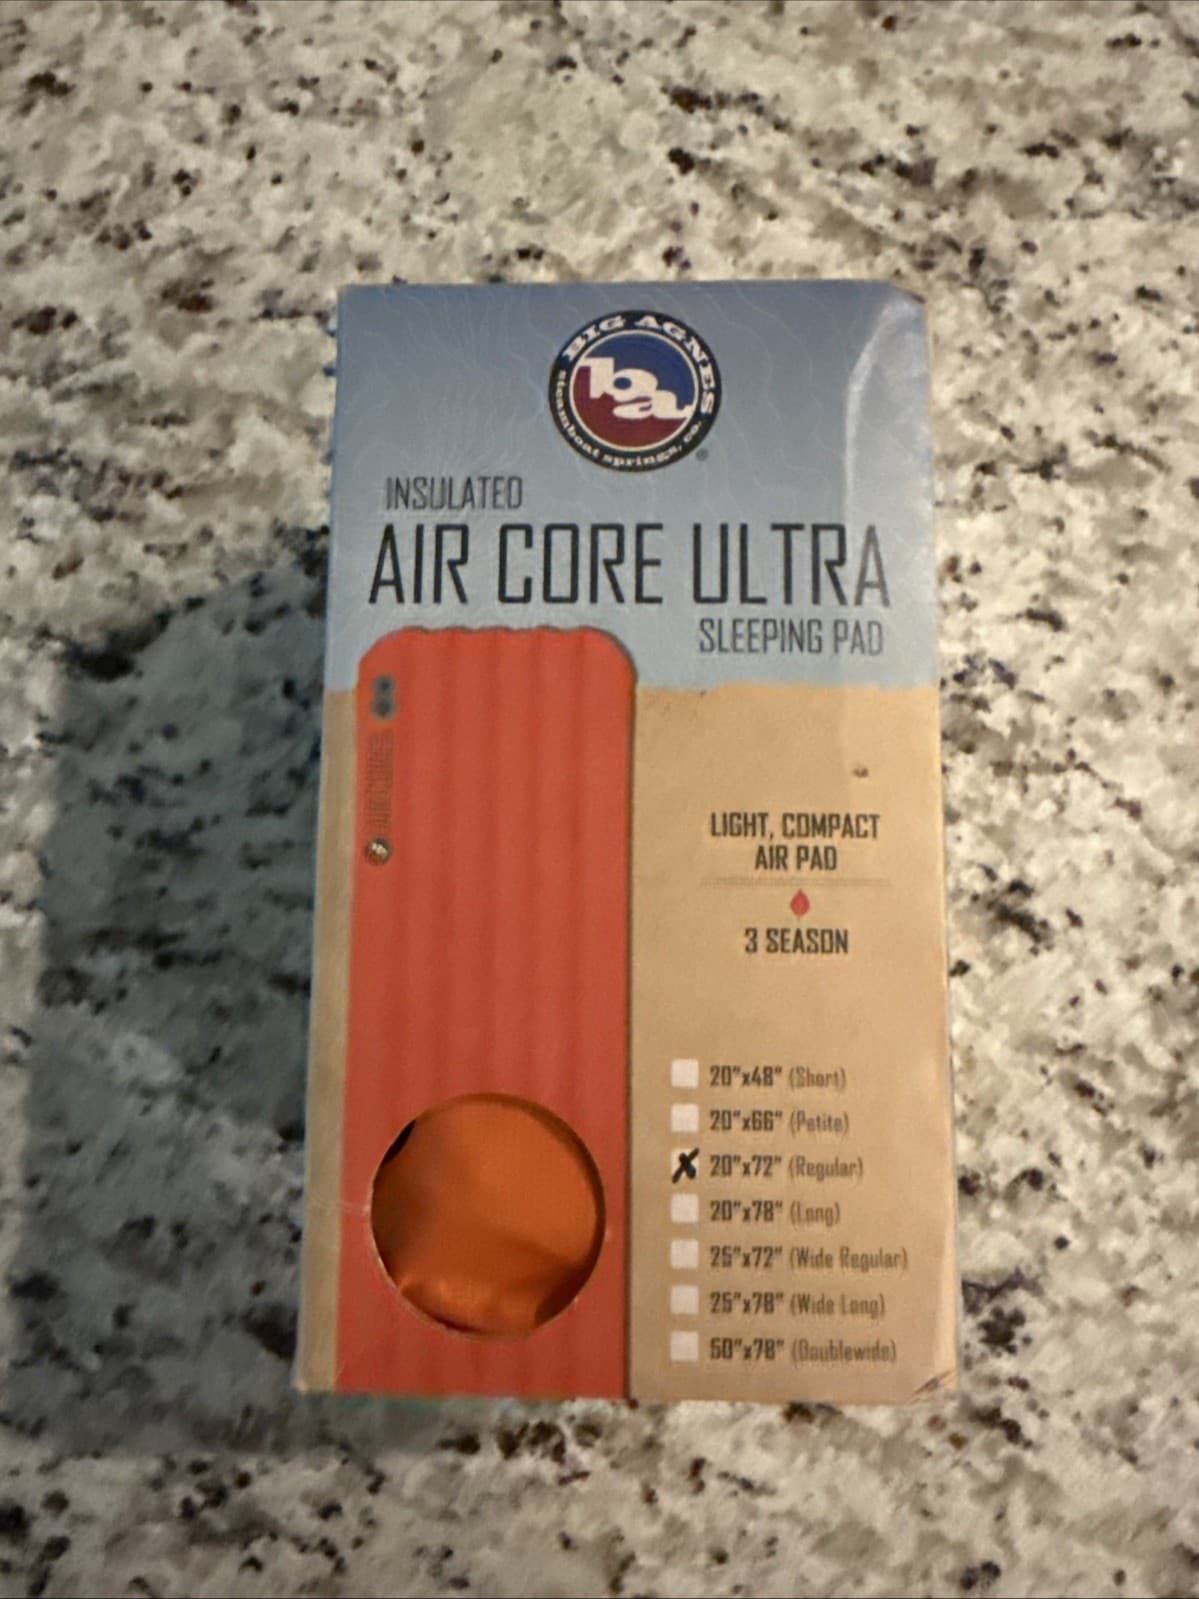 BIG AGNES
ba
steamboat springs, co.
®
INSULATED
AIR CORE ULTRA
SLEEPING PAD
LIGHT, COMPACT
AIR PAD
3 SEASON
20"x48" (Short)
20"x66" (Petite)
X 20"x72" (Regular)
20"x78" (Long)
25"x72" (Wide Regular)
25"x78" (Wide Long)
50"x78" (Doublewide)